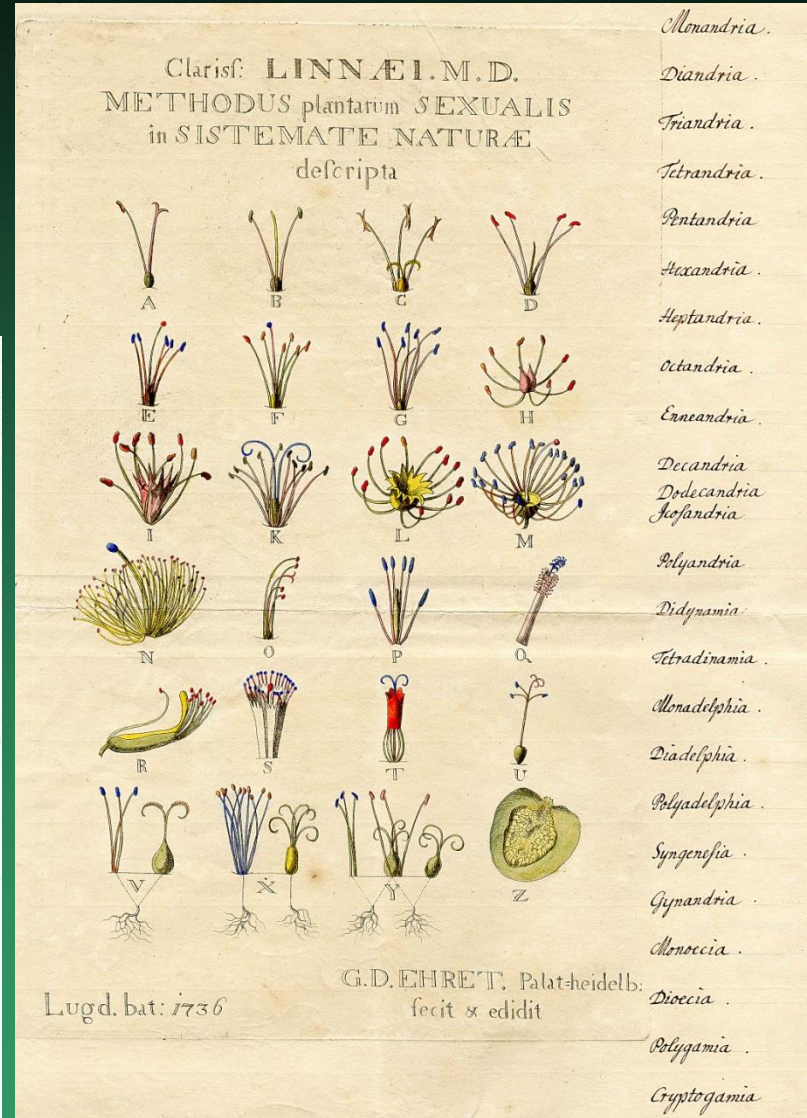 Clarisſ: LINNÆI. M. D.
METHODUS plantarum SEXUALIS
in SISTEMATE NATURÆ
deſcripta
A B C D
E F G H
I K L M
N O P Q
R S T U
V X Y Z
Lugd. bat: 1736
G.D. EHRET. Palat=heidelb:
fecit & edidit
Monandria.
Diandria.
Triandria.
Tetrandria.
Pentandria
Hexandria.
Heptandria.
Octandria.
Enneandria.
Decandria
Dodecandria
Jcoſandria
Polyandria
Didynamia
Tetradinamia.
Monadelphia.
Diadelphia.
Polyadelphia.
Syngeneſia.
Gynandria.
Monoecia.
Dioecia.
Polygamia.
Cryptogamia